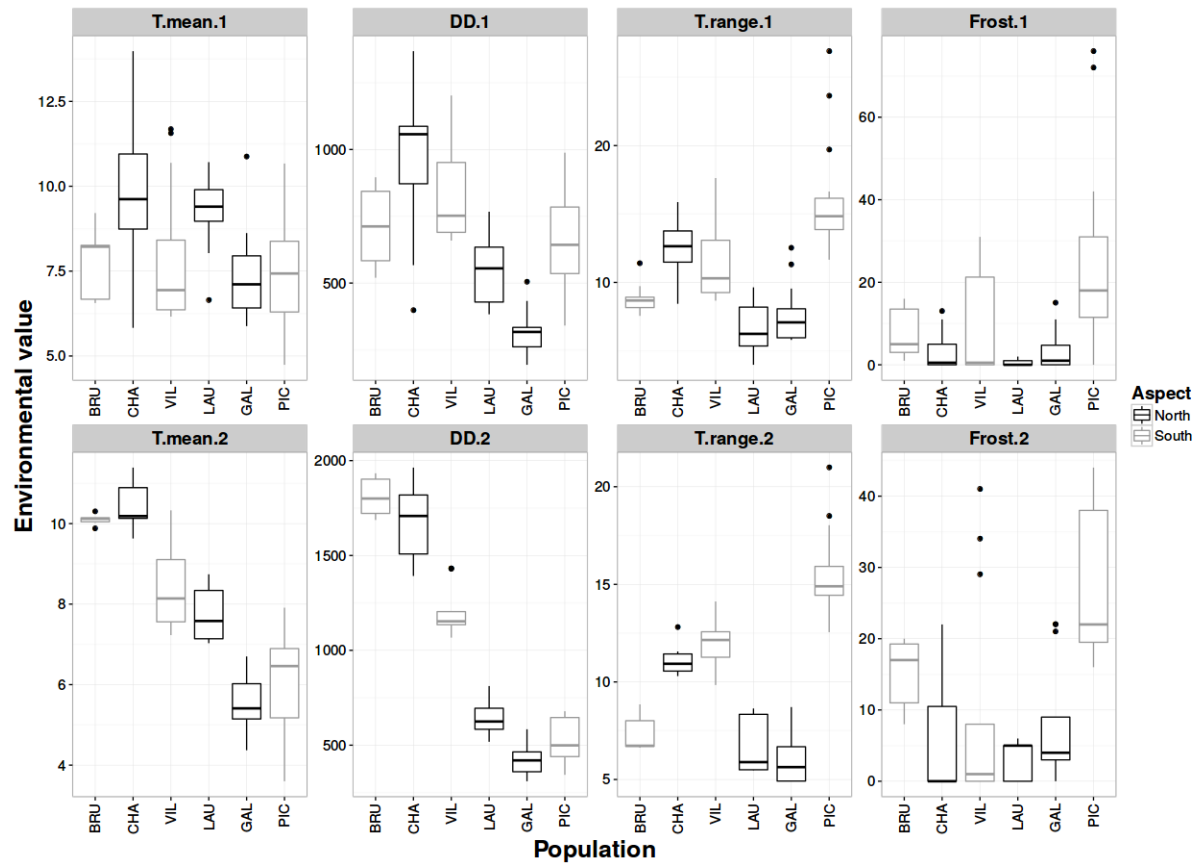 T.mean.1 DD.1 T.range.1 Frost.1
12.5
10.0
7.5
5.0
1000
500
20
10
60
40
20
0
BRU CHA VIL LAU GAL PIC
BRU CHA VIL LAU GAL PIC
BRU CHA VIL LAU GAL PIC
BRU CHA VIL LAU GAL PIC
Environmental value
Aspect
North
South
T.mean.2 DD.2 T.range.2 Frost.2
10
8
6
4
2000
1500
1000
500
20
15
10
5
40
30
20
10
0
BRU CHA VIL LAU GAL PIC
BRU CHA VIL LAU GAL PIC
BRU CHA VIL LAU GAL PIC
BRU CHA VIL LAU GAL PIC
Population